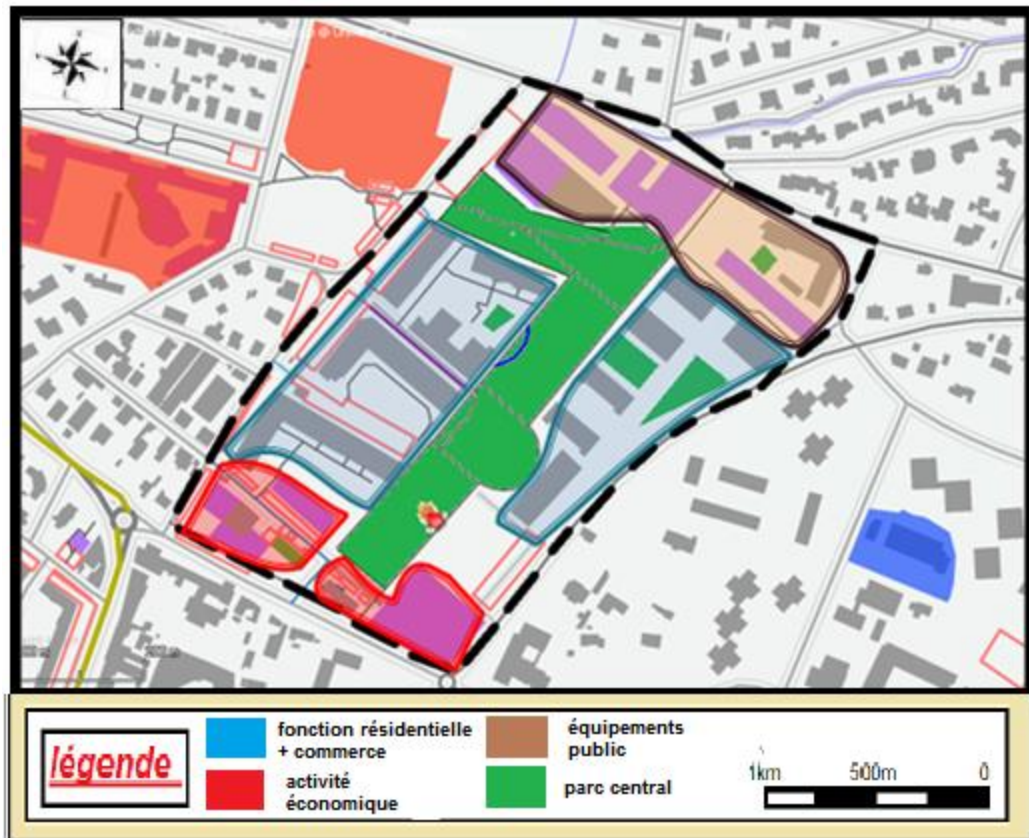 légende
fonction résidentielle
+ commerce
activité
économique
équipements
public
parc central
1km 500m 0